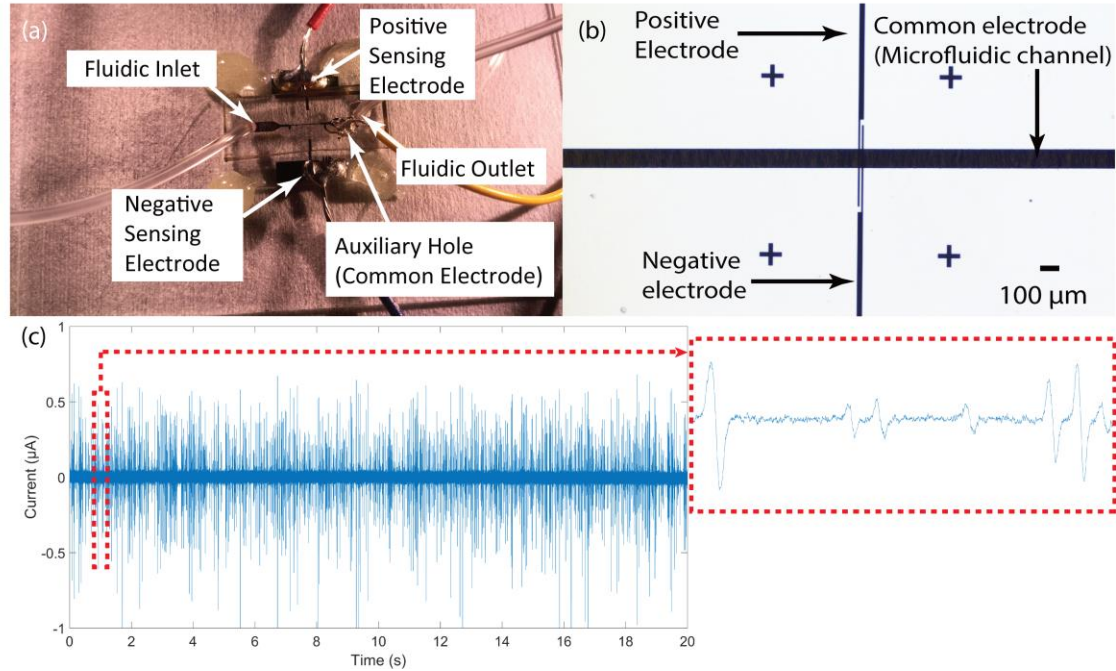 (a)
Positive
Sensing
Electrode
Fluidic Inlet
Fluidic Outlet
Negative
Sensing
Electrode
Auxiliary Hole
(Common Electrode)
(b)
Positive
Electrode
Common electrode
(Microfluidic channel)
Negative
electrode
100 µm
(c)
1
0.5
0
-0.5
-1
Current (µA)
0
2
4
6
8
10
12
14
16
18
20
Time (s)